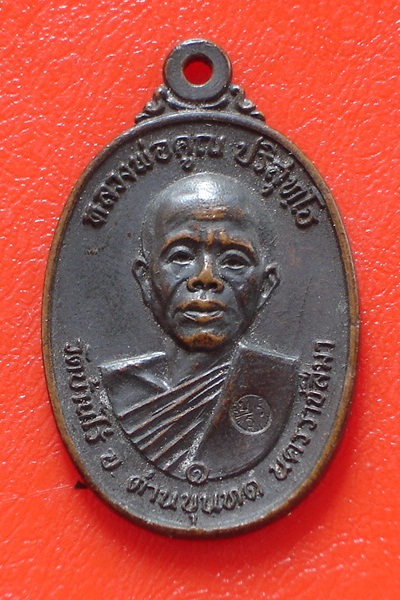 หลวงพ่อคูณ ปริสุทโธ
วัดบ้านไร่ อ. ด่านขุนทด นครราชสีมา
๑